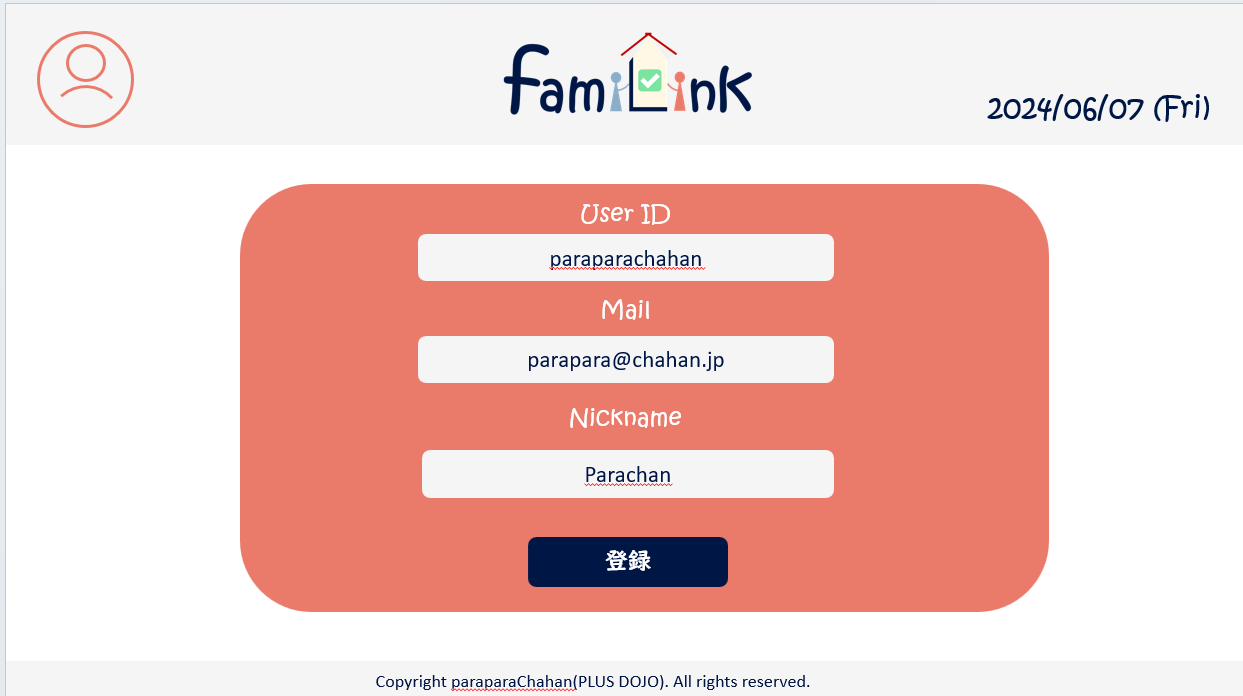 famiLink
2024/06/07 (Fri)
User ID
paraparachahan
Mail
parapara@chahan.jp
Nickname
Parachan
登録
Copyright paraparaChahan(PLUS DOJO). All rights reserved.